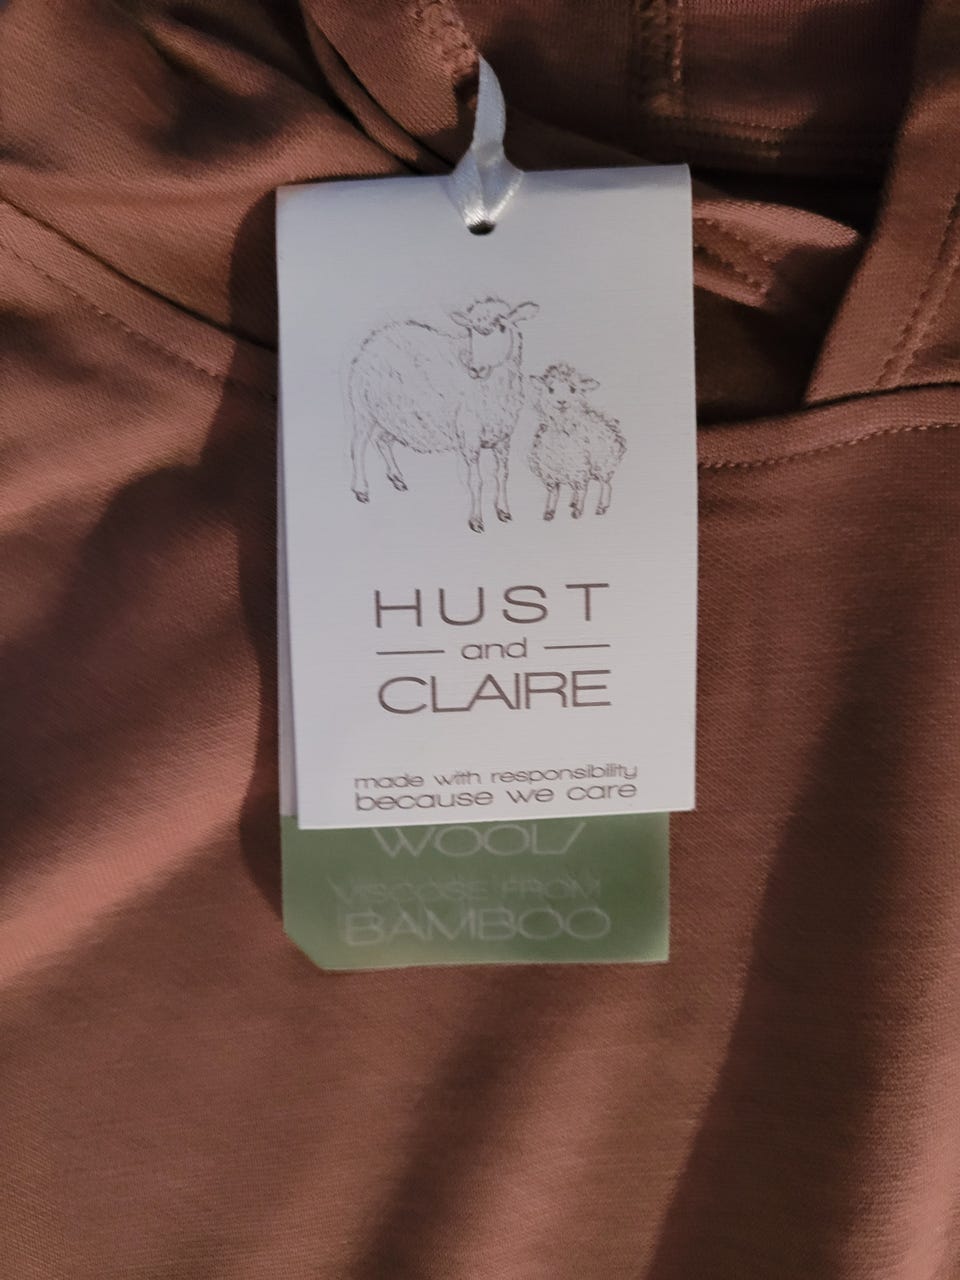 HUST
and
CLAIRE
made with responsibility
because we care
WOOL/
VISCOSE FROM
BAMBOO